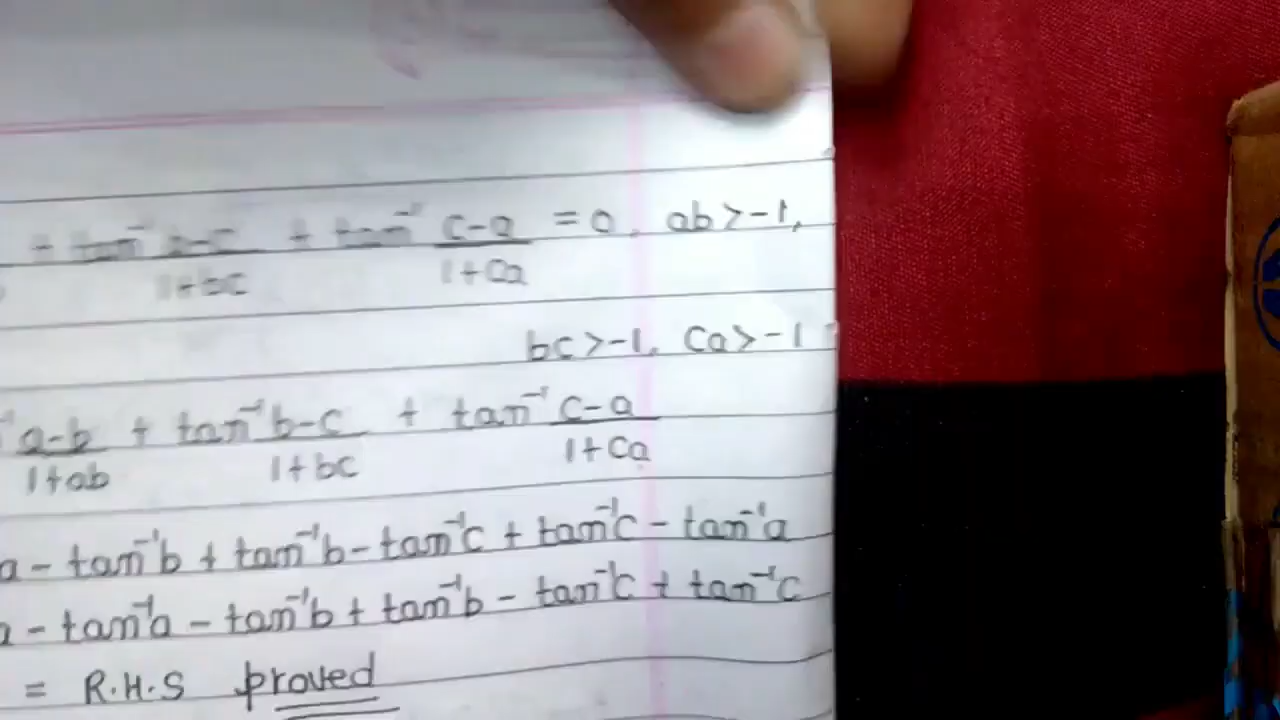 + tan⁻¹ b-c/1+bc + tan⁻¹ c-a/1+ca = 0, ab > -1,
bc > -1, ca > -1
a-b/1+ab + tan⁻¹ b-c/1+bc + tan⁻¹ c-a/1+ca
a - tan⁻¹b + tan⁻¹b - tan⁻¹c + tan⁻¹c - tan⁻¹a
- tan⁻¹a - tan⁻¹b + tan⁻¹b - tan⁻¹c + tan⁻¹c
= R.H.S proved